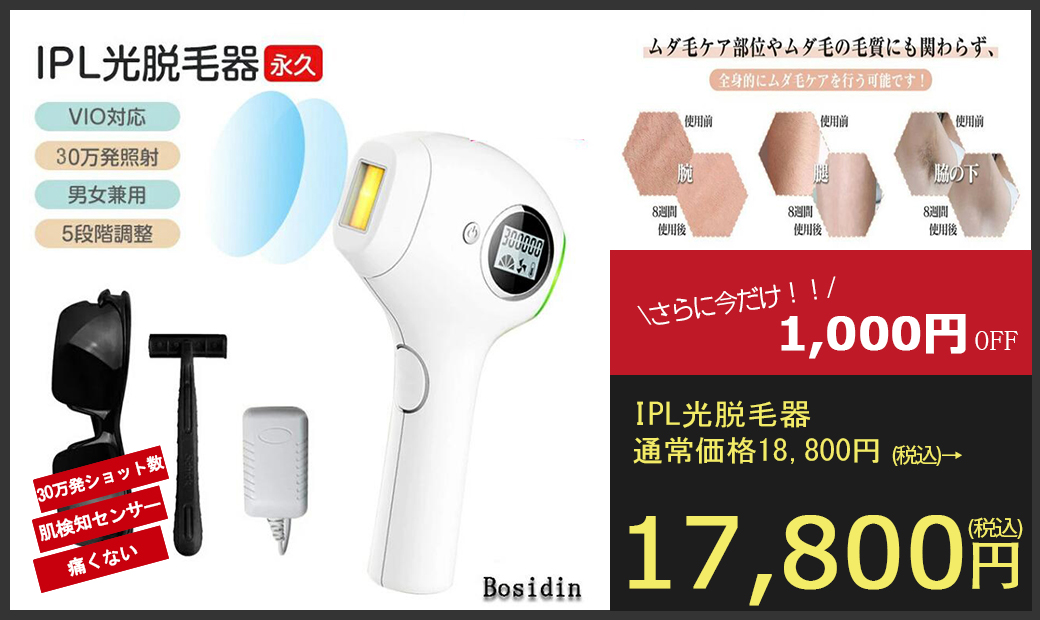 IPL光脱毛器 永久
VIO対応
30万発照射
男女兼用
5段階調整
300000
30万発ショット数
肌検知センサー
痛くない
Bosidin
ムダ毛ケア部位やムダ毛の毛質にも関わらず、
全身的にムダ毛ケアを行う可能です！
使用前
腕
8週間
使用後
使用前
腿
8週間
使用後
使用前
脇の下
8週間
使用後
\さらに今だけ！！/
1,000円 OFF
IPL光脱毛器
通常価格18,800円 (税込)→
17,800円 (税込)